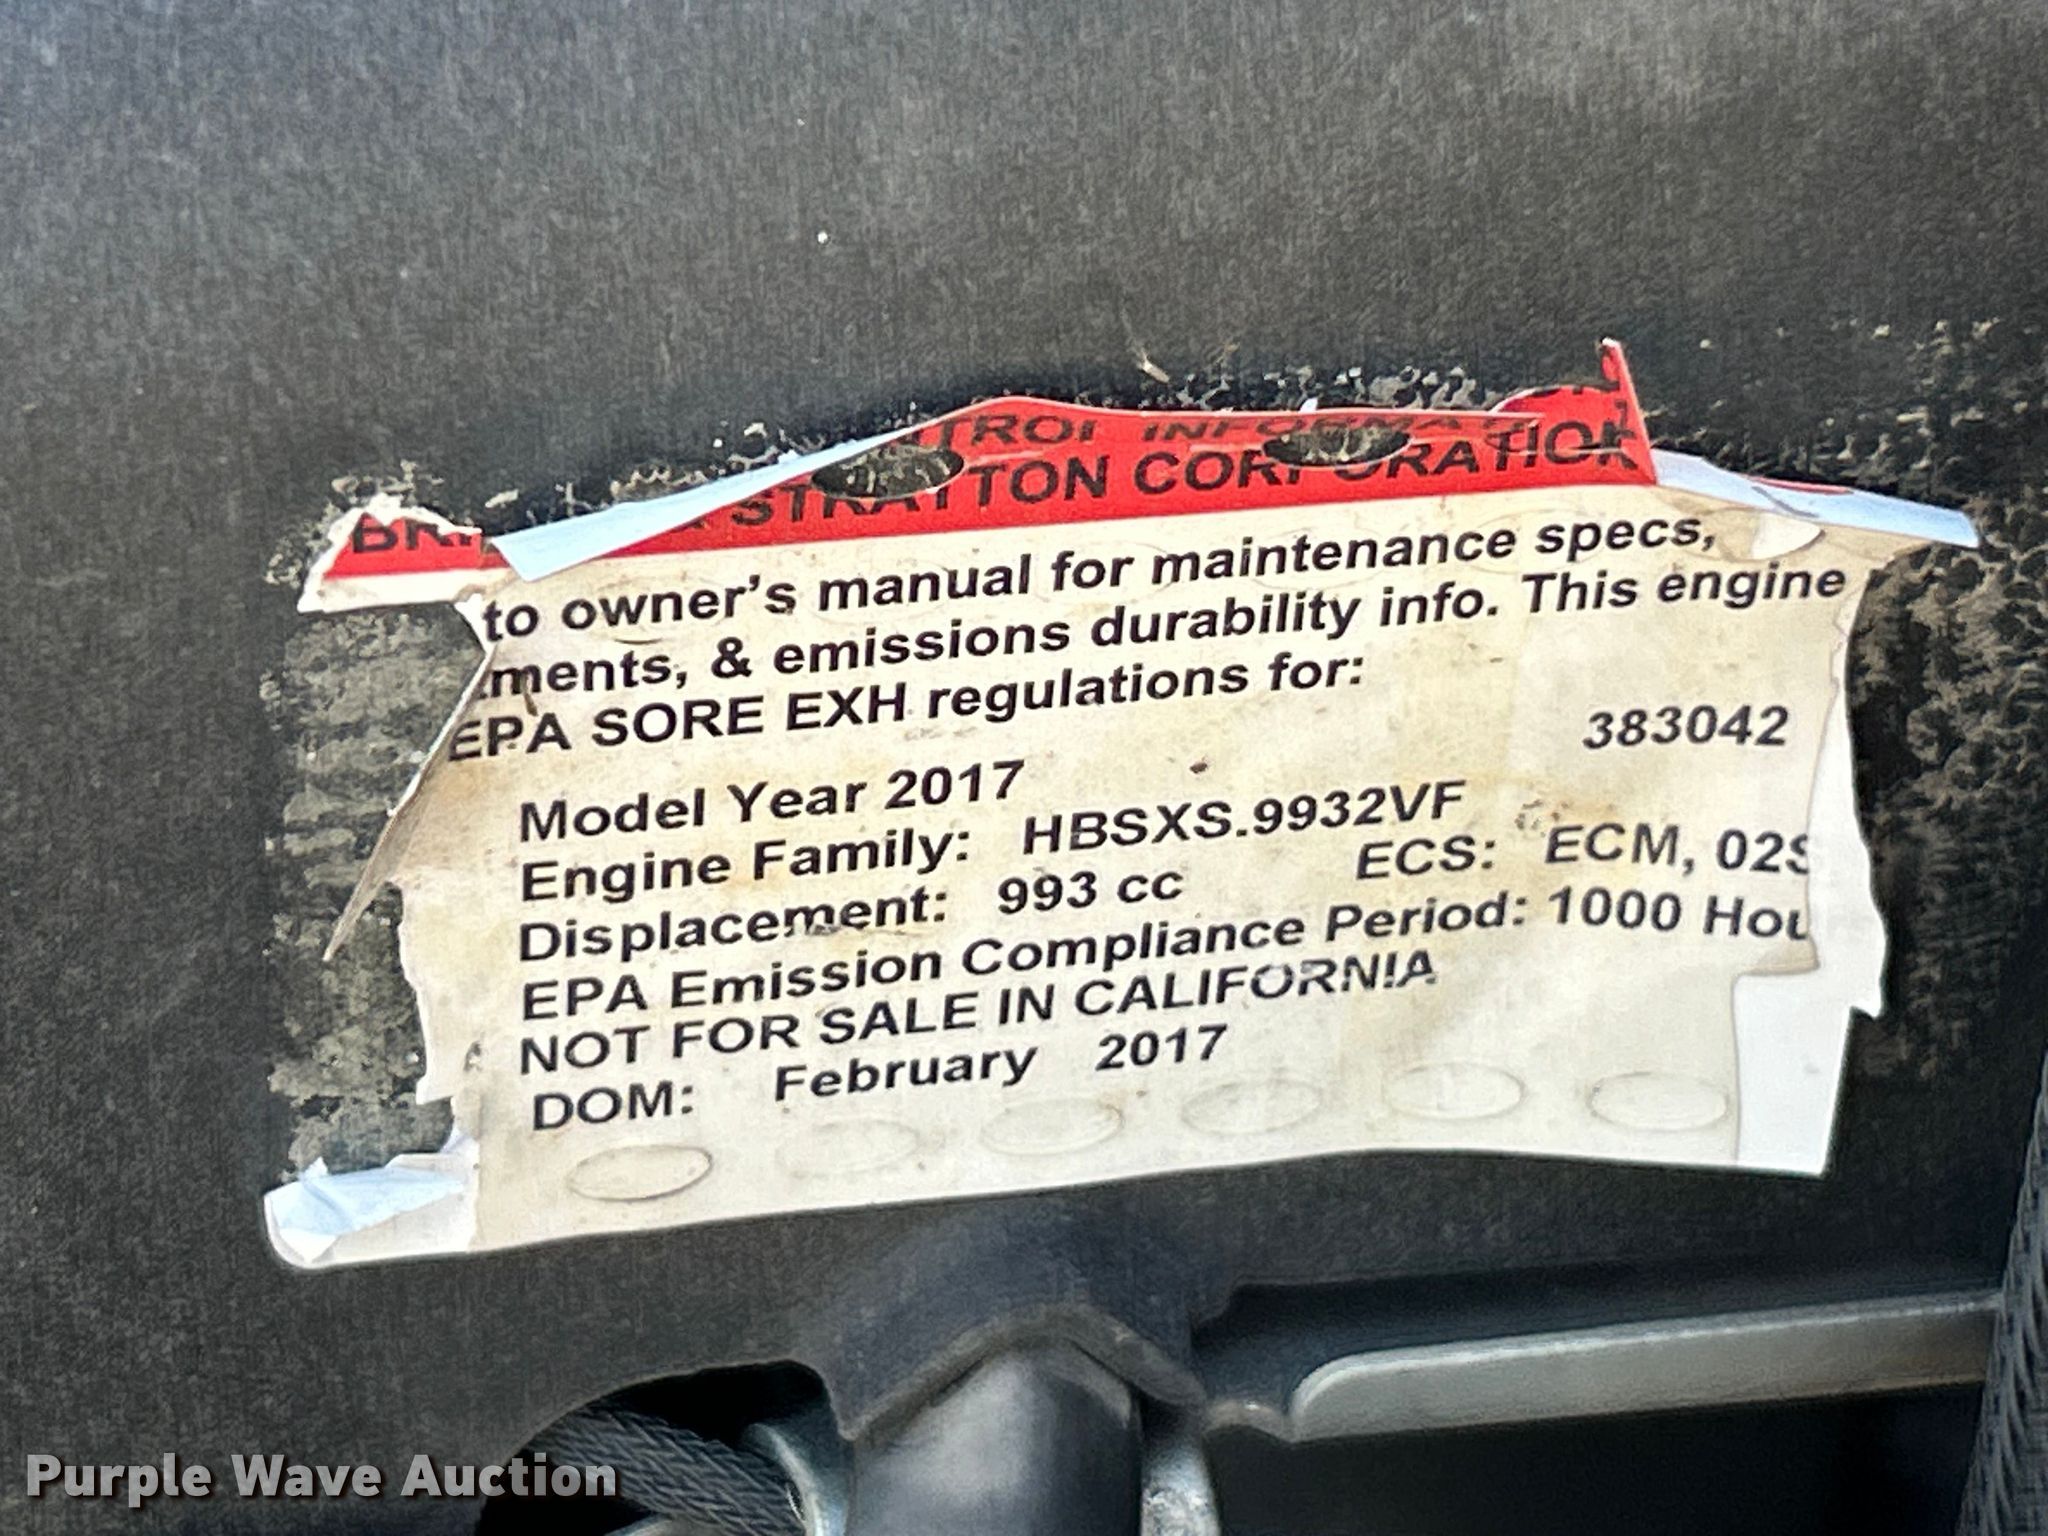 INFORMA
STRATTON CORPORATION
to owner's manual for maintenance specs,
ments, & emissions durability info. This engine
EPA SORE EXH regulations for:
383042
Model Year 2017
Engine Family: HBSXS.9932VF
Displacement: 993 cc ECS: ECM, 02S
EPA Emission Compliance Period: 1000 Hou
NOT FOR SALE IN CALIFORNIA
DOM: February 2017
Purple Wave Auction